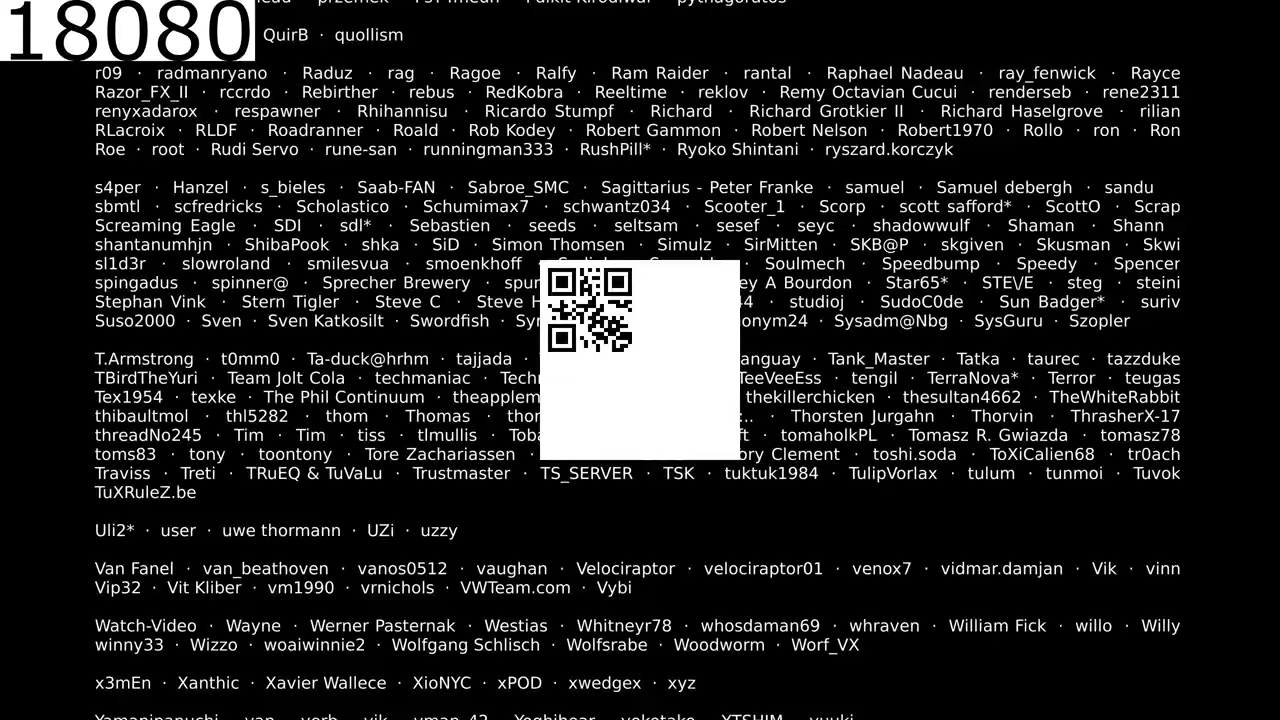 18080
QuirB · quollism
r09 · radmanryano · Raduz · rag · Ragoe · Ralfy · Ram Raider · rantal · Raphael Nadeau · ray_fenwick · Rayce
Razor_FX_II · rccrdo · Rebirther · rebus · RedKobra · Reeltime · reklov · Remy Octavian Cucui · renderseb · rene2311
renyxadarox · respawner · Rhihannisu · Ricardo Stumpf · Richard · Richard Grotkier II · Richard Haselgrove · rilian
RLacroix · RLDF · Roadranner · Roald · Rob Kodey · Robert Gammon · Robert Nelson · Robert1970 · Rollo · ron · Ron
Roe · root · Rudi Servo · rune-san · runningman333 · RushPill* · Ryoko Shintani · ryszard.korczyk
s4per · Hanzel · s_bieles · Saab-FAN · Sabroe_SMC · Sagittarius - Peter Franke · samuel · Samuel debergh · sandu
sbmtl · scfredricks · Scholastico · Schumimax7 · schwantz034 · Scooter_1 · Scorp · scott safford* · ScottO · Scrap
Screaming Eagle · SDI · sdl* · Sebastien · seeds · seltsam · sesef · seyc · shadowwulf · Shaman · Shann
shantanumhjn · ShibaPook · shka · SiD · Simon Thomsen · Simulz · SirMitten · SKB@P · skgiven · Skusman · Skwi
sl1d3r · slowroland · smilesvua · smoenkhoff · Soulmech · Speedbump · Speedy · Spencer
spingadus · spinner@ · Sprecher Brewery · A Bourdon · Star65* · STE\/E · steg · steini
Stephan Vink · Stern Tigler · Steve C · Steve · studioj · SudoC0de · Sun Badger* · suriv
Suso2000 · Sven · Sven Katkosilt · Swordfish · · Sysadm@Nbg · SysGuru · Szopler
T.Armstrong · t0mm0 · Ta-duck@hrhm · tajjada · · Tank_Master · Tatka · taurec · tazzduke
TBirdTheYuri · Team Jolt Cola · techmaniac · TeeVeeEss · tengil · TerraNova* · Terror · teugas
Tex1954 · texke · The Phil Continuum · thekillerchicken · thesultan4662 · TheWhiteRabbit
thibaultmol · thl5282 · thom · Thomas · · Thorsten Jurgahn · Thorvin · ThrasherX-17
threadNo245 · Tim · Tim · tiss · tlmullis · · tomaholkPL · Tomasz R. Gwiazda · tomasz78
toms83 · tony · toontony · Tore Zachariassen · Clement · toshi.soda · ToXiCalien68 · tr0ach
Traviss · Treti · TRuEQ & TuVaLu · Trustmaster · TS_SERVER · TSK · tuktuk1984 · TulipVorlax · tulum · tunmoi · Tuvok
TuXRuleZ.be
Uli2* · user · uwe thormann · UZi · uzzy
Van Fanel · van_beathoven · vanos0512 · vaughan · Velociraptor · velociraptor01 · venox7 · vidmar.damjan · Vik · vinn
Vip32 · Vit Kliber · vm1990 · vrnichols · VWTeam.com · Vybi
Watch-Video · Wayne · Werner Pasternak · Westias · Whitneyr78 · whosdaman69 · whraven · William Fick · willo · Willy
winny33 · Wizzo · woaiwinnie2 · Wolfgang Schlisch · Wolfsrabe · Woodworm · Worf_VX
x3mEn · Xanthic · Xavier Wallece · XioNYC · xPOD · xwedgex · xyz